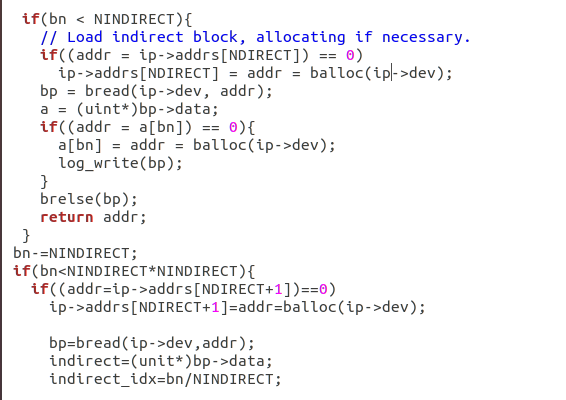 if(bn < NINDIRECT){
// Load indirect block, allocating if necessary.
if((addr = ip->addrs[NDIRECT]) == 0)
ip->addrs[NDIRECT] = addr = balloc(ip->dev);
bp = bread(ip->dev, addr);
a = (uint*)bp->data;
if((addr = a[bn]) == 0){
a[bn] = addr = balloc(ip->dev);
log_write(bp);
}
brelse(bp);
return addr;
}
bn-=NINDIRECT;
if(bn<NINDIRECT*NINDIRECT){
if((addr=ip->addrs[NDIRECT+1])==0)
ip->addrs[NDIRECT+1]=addr=balloc(ip->dev);
bp=bread(ip->dev,addr);
indirect=(unit*)bp->data;
indirect_idx=bn/NINDIRECT;